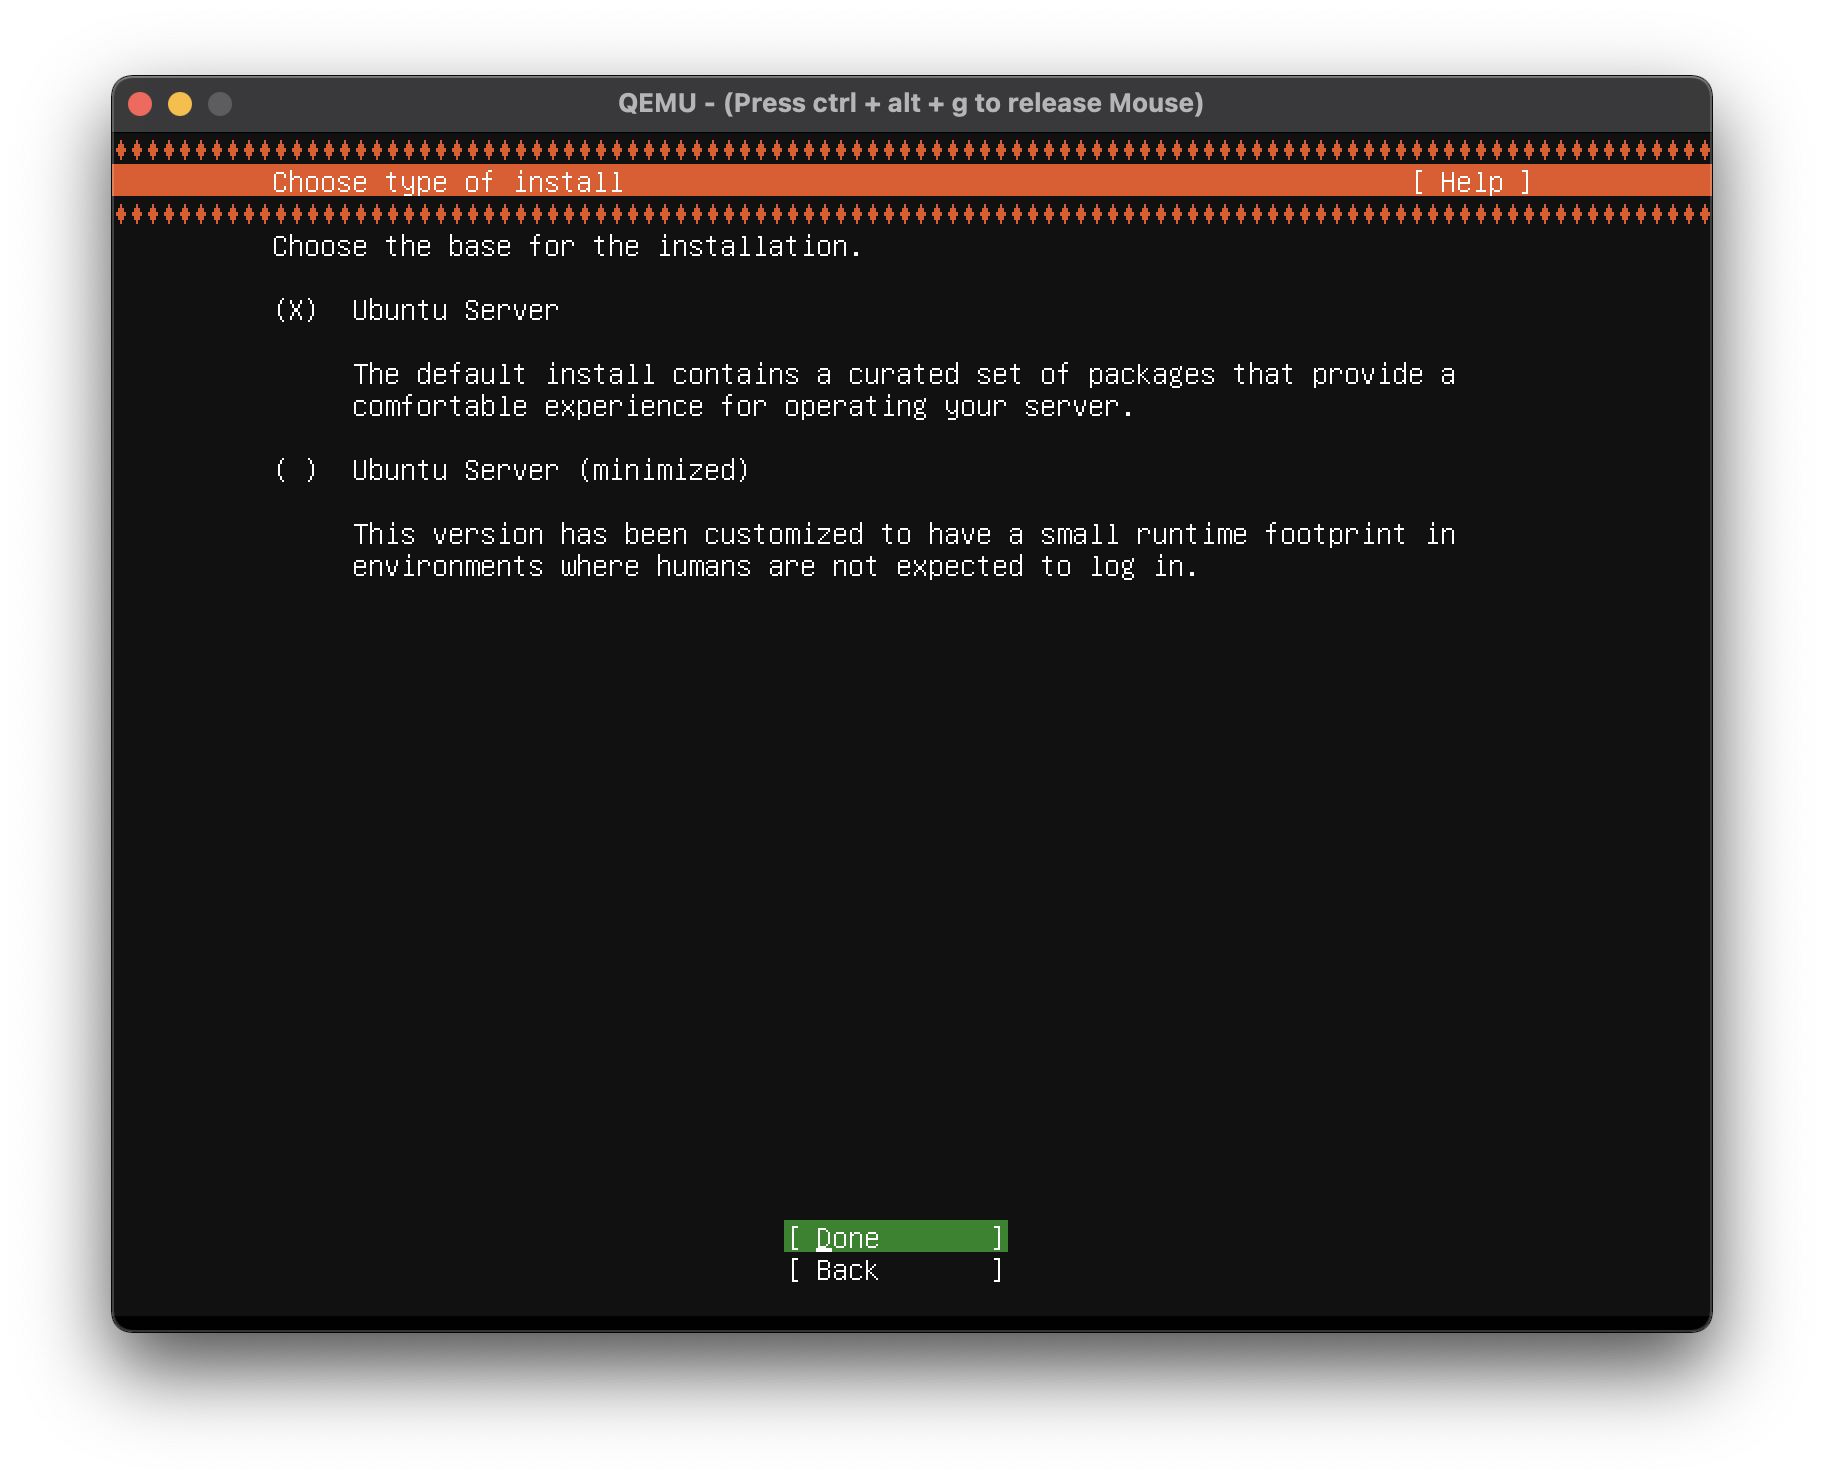 QEMU - (Press ctrl + alt + g to release Mouse)
Choose type of install [ Help ]
Choose the base for the installation.
(X) Ubuntu Server
The default install contains a curated set of packages that provide a
comfortable experience for operating your server.
( ) Ubuntu Server (minimized)
This version has been customized to have a small runtime footprint in
environments where humans are not expected to log in.
[ Done ]
[ Back ]